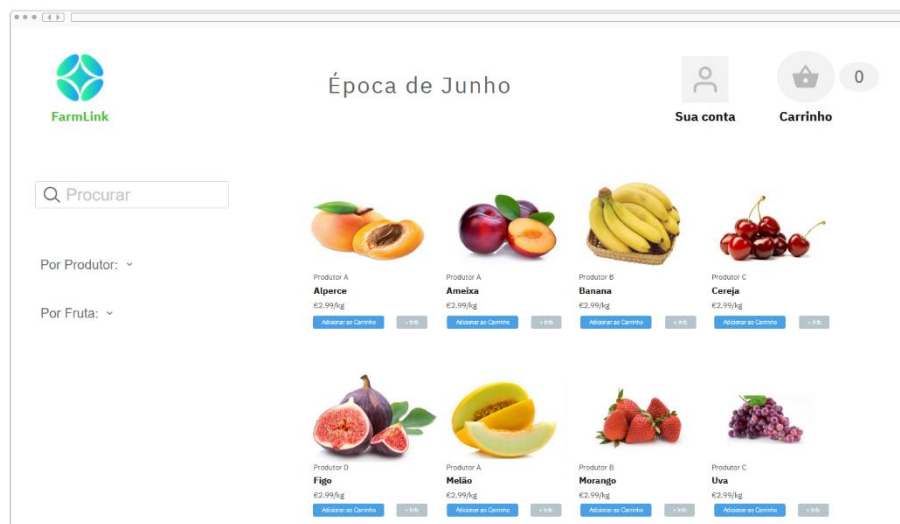 Época de Junho
0
FarmLink
Sua conta
Carrinho
Procurar
Por Produtor:
Por Fruta:
Produtor A
Alperce
€2.99/kg
Adicionar ao Carrinho
+ Info
Produtor A
Ameixa
€2.99/kg
Adicionar ao Carrinho
+ Info
Produtor B
Banana
€2.99/kg
Adicionar ao Carrinho
+ Info
Produtor C
Cereja
€2.99/kg
Adicionar ao Carrinho
+ Info
Produtor D
Figo
€2.99/kg
Adicionar ao Carrinho
+ Info
Produtor A
Melão
€2.99/kg
Adicionar ao Carrinho
+ Info
Produtor B
Morango
€2.99/kg
Adicionar ao Carrinho
+ Info
Produtor C
Uva
€2.99/kg
Adicionar ao Carrinho
+ Info